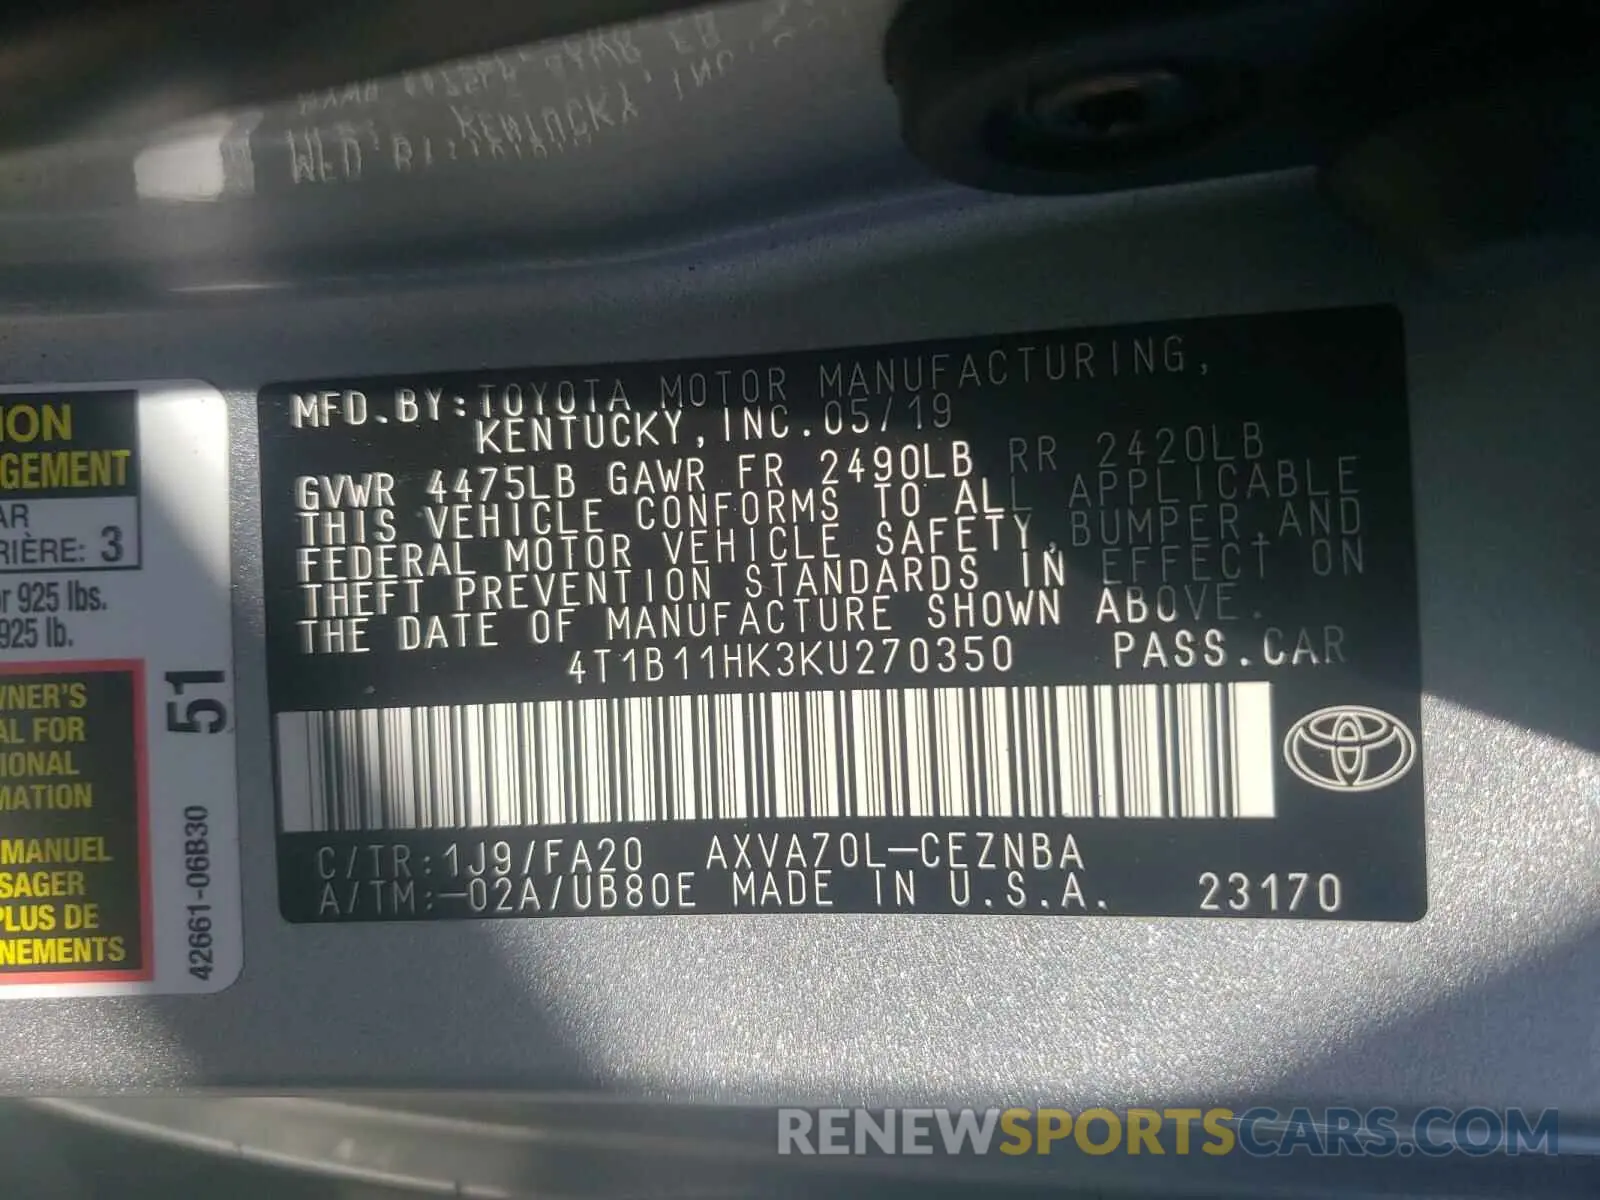 MFD.BY:TOYOTA MOTOR MANUFACTURING,
KENTUCKY,INC.05/19
GVWR 4475LB GAWR FR 2490LB RR 2420LB
THIS VEHICLE CONFORMS TO ALL APPLICABLE
FEDERAL MOTOR VEHICLE SAFETY,BUMPER,AND
THEFT PREVENTION STANDARDS IN EFFECT ON
THE DATE OF MANUFACTURE SHOWN ABOVE.
4T1B11HK3KU270350 PASS.CAR
C/TR:1J9/FA20 AXVA70L-CEZNBA
A/TM:-02A/UB80E MADE IN U.S.A. 23170
ION
GEMENT
AR
RIÈRE: 3
r 925 lbs.
925 lb.
NER'S
AL FOR
IONAL
MATION
MANUEL
SAGER
PLUS DE
NEMENTS
51
42661-06B30
KENTUCKY, INC
RENEWSPORTSCARS.COM